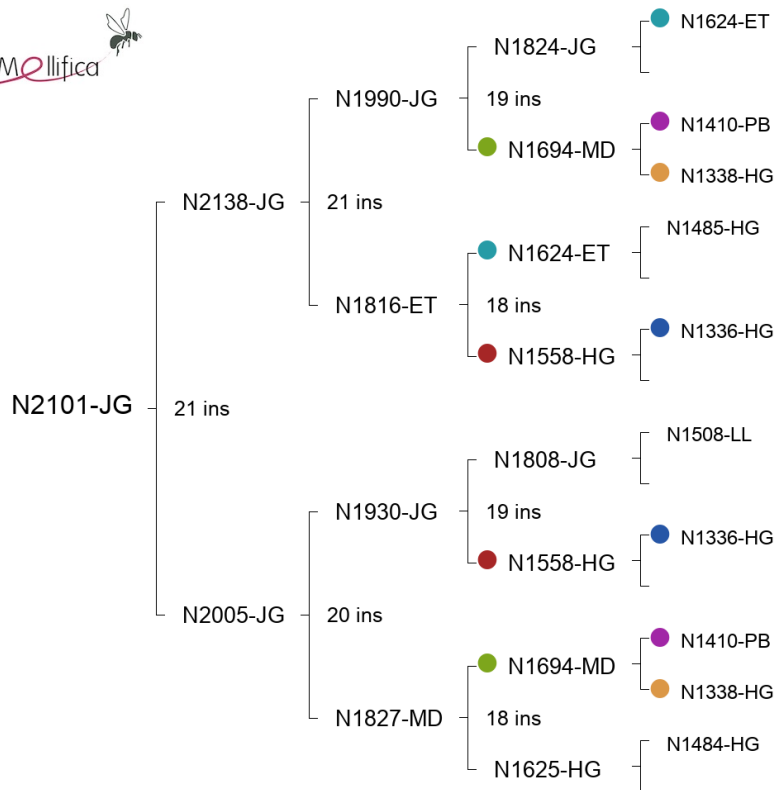 Mellifica
N1624-ET
N1824-JG
N1990-JG
19 ins
N1410-PB
N1694-MD
N1338-HG
N2138-JG
21 ins
N1485-HG
N1624-ET
N1816-ET
18 ins
N1336-HG
N1558-HG
N2101-JG
21 ins
N1508-LL
N1808-JG
N1930-JG
19 ins
N1336-HG
N1558-HG
N2005-JG
20 ins
N1410-PB
N1694-MD
N1338-HG
N1827-MD
18 ins
N1484-HG
N1625-HG